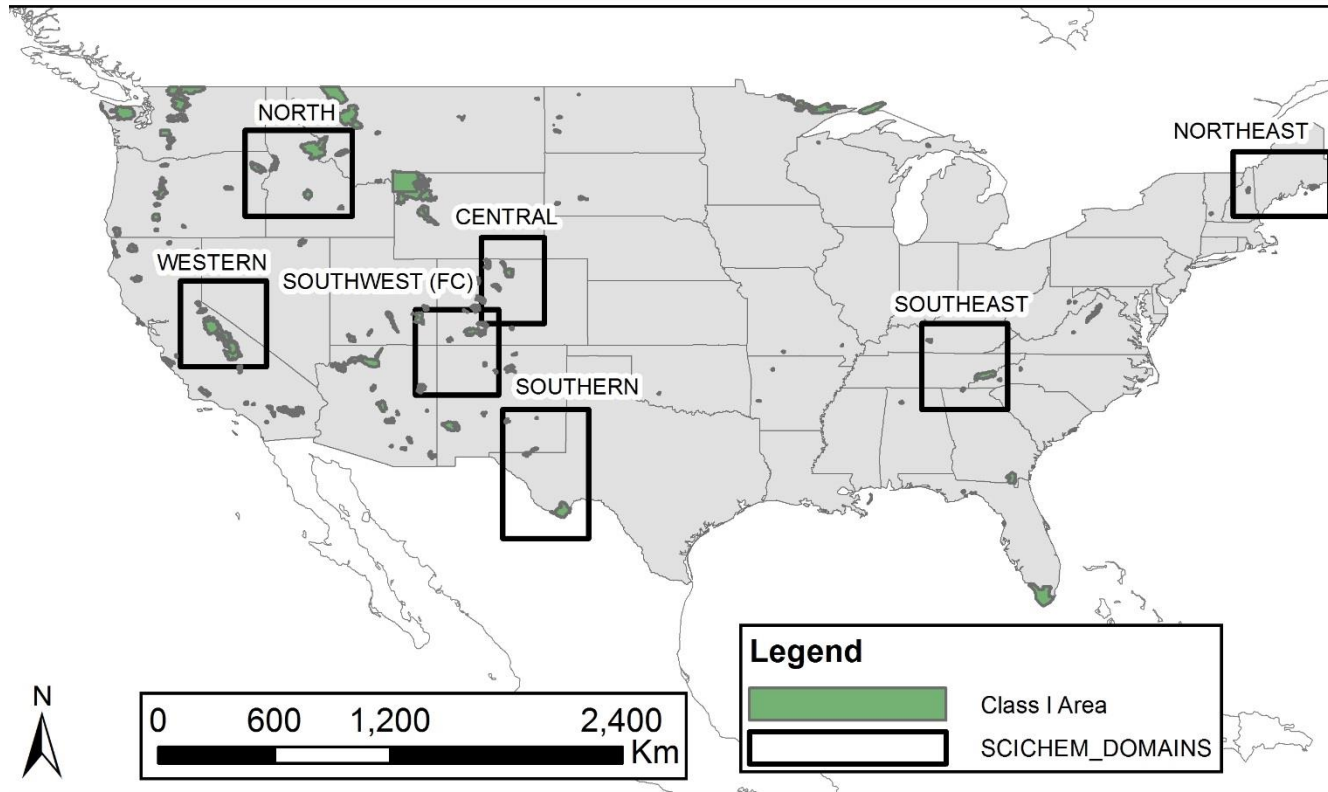 NORTH
NORTHEAST
CENTRAL
WESTERN
SOUTHWEST (FC)
SOUTHEAST
SOUTHERN
Legend
Class I Area
SCICHEM_DOMAINS
N
0 600 1,200 2,400
Km